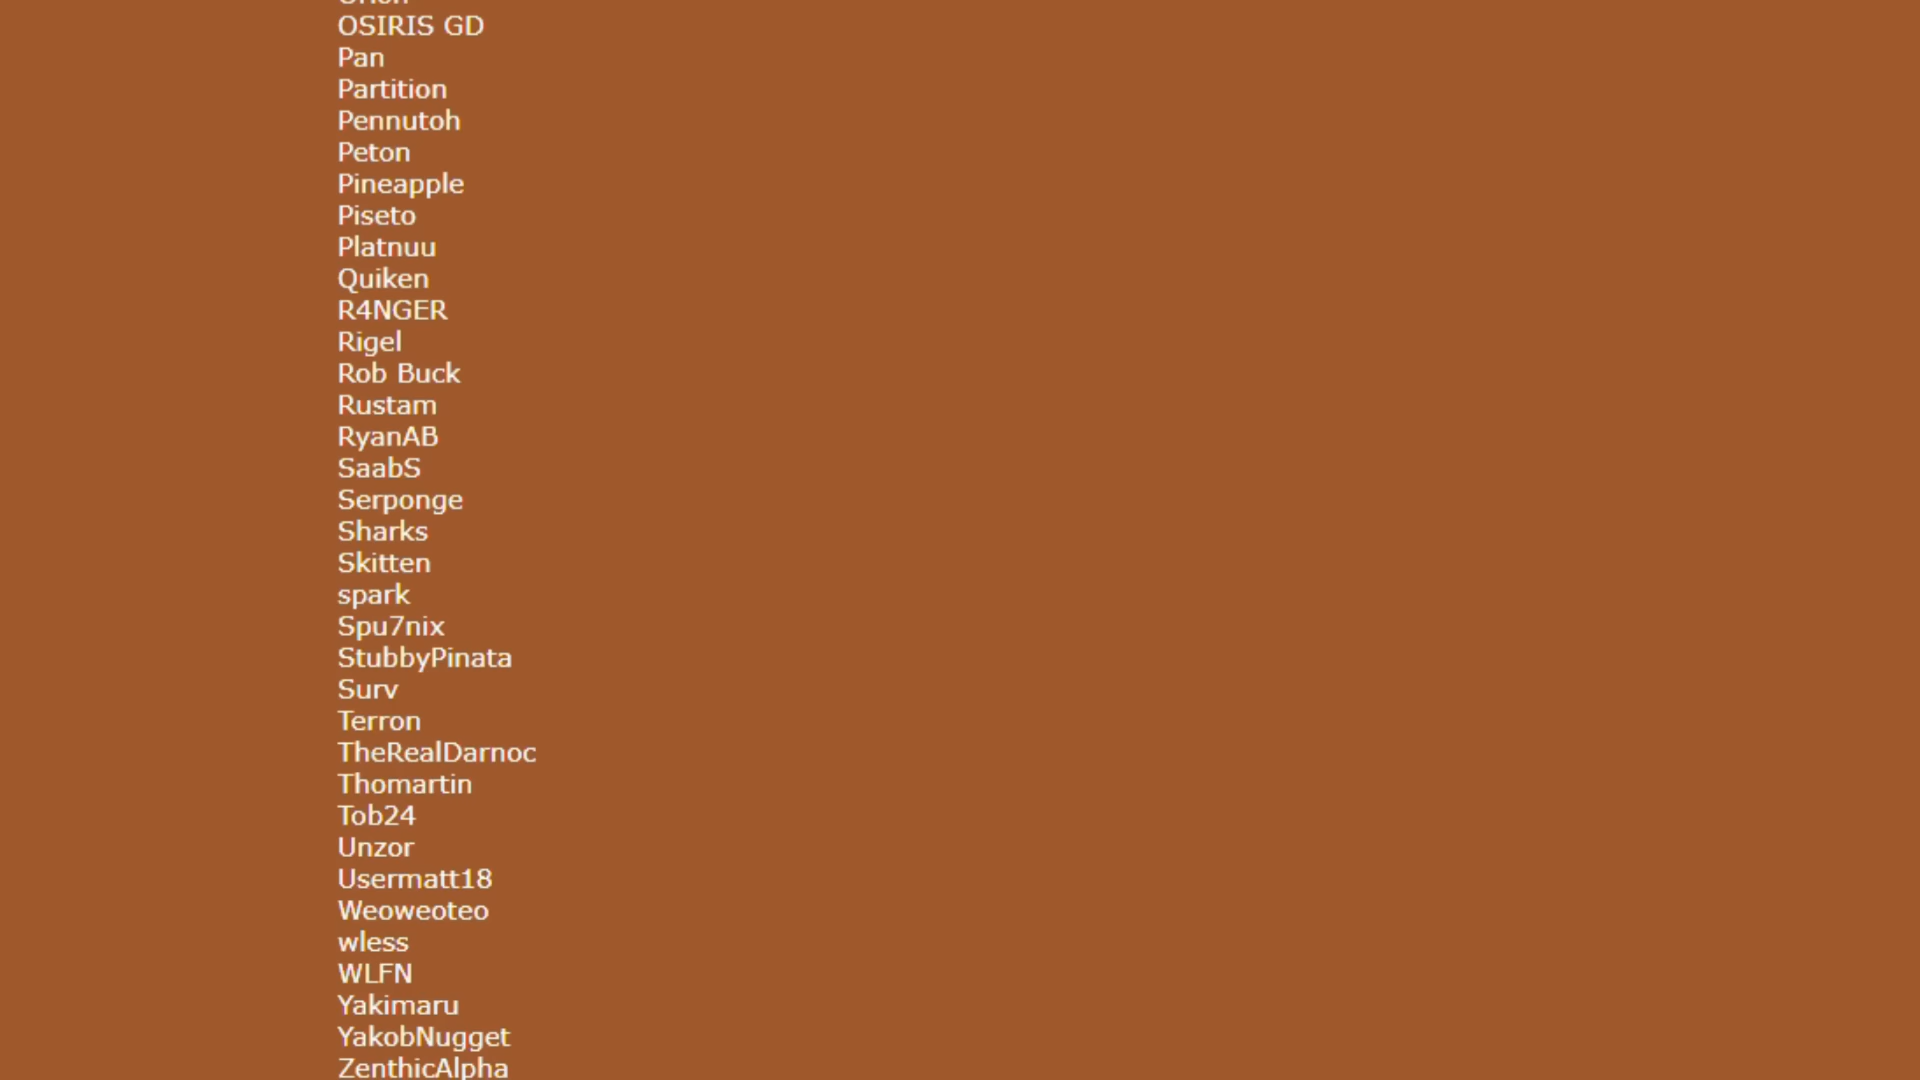 OSIRIS GD
Pan
Partition
Pennutoh
Peton
Pineapple
Piseto
Platnuu
Quiken
R4NGER
Rigel
Rob Buck
Rustam
RyanAB
SaabS
Serponge
Sharks
Skitten
spark
Spu7nix
StubbyPinata
Surv
Terron
TheRealDarnoc
Thomartin
Tob24
Unzor
Usermatt18
Weoweoteo
wless
WLFN
Yakimaru
YakobNugget
ZenthicAlpha